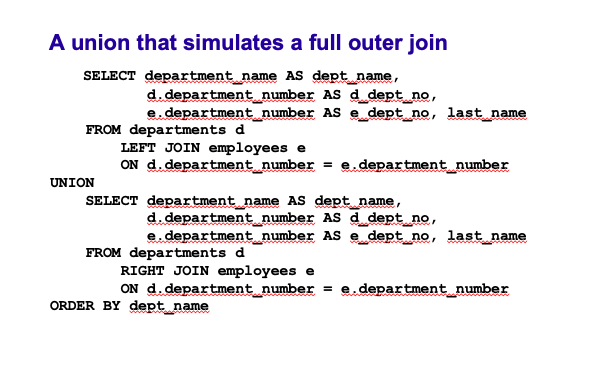 A union that simulates a full outer join
SELECT department_name AS dept_name,
d.department_number AS d_dept_no,
e.department_number AS e_dept_no, last_name
FROM departments d
LEFT JOIN employees e
ON d.department_number = e.department_number
UNION
SELECT department_name AS dept_name,
d.department_number AS d_dept_no,
e.department_number AS e_dept_no, last_name
FROM departments d
RIGHT JOIN employees e
ON d.department_number = e.department_number
ORDER BY dept_name